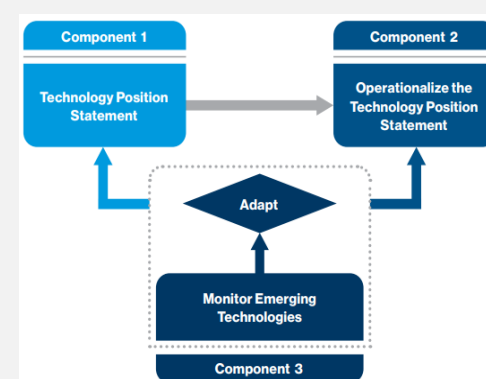 Component 1
Technology Position
Statement
Component 2
Operationalize the
Technology Position
Statement
Adapt
Monitor Emerging
Technologies
Component 3